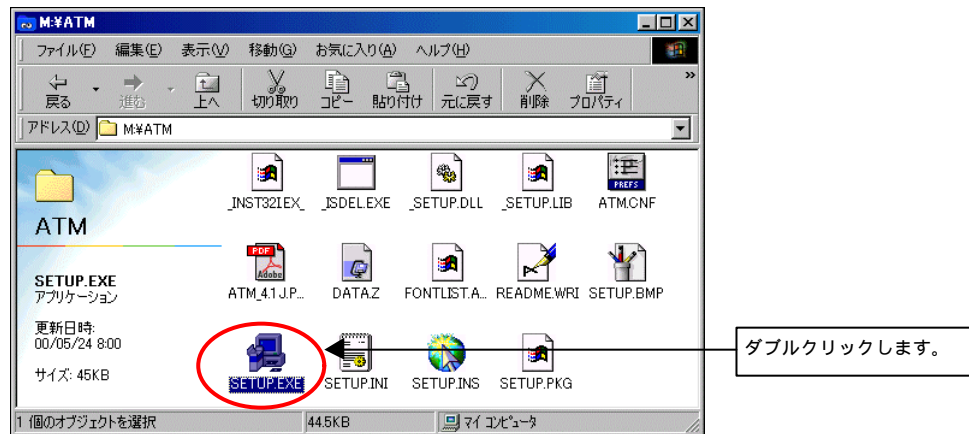 M:¥ATM
ファイル(F) 編集(E) 表示(V) 移動(G) お気に入り(A) ヘルプ(H)
戻る 進む 上へ 切り取り コピー 貼り付け 元に戻す 削除 プロパティ »
アドレス(D) M:¥ATM
_INST32I.EX_ _ISDEL.EXE _SETUP.DLL _SETUP.LIB ATM.CNF
ATM
PREFS
PDF
Adobe
ATM_4.1 J.P... DATA.Z FONTLIST.A... README.WRI SETUP.BMP
SETUP.EXE
アプリケーション
更新日時:
00/05/24 8:00
サイズ: 45KB
SETUP.EXE SETUP.INI SETUP.INS SETUP.PKG
ダブルクリックします。
1 個のオブジェクトを選択 44.5KB マイ コンピュータ